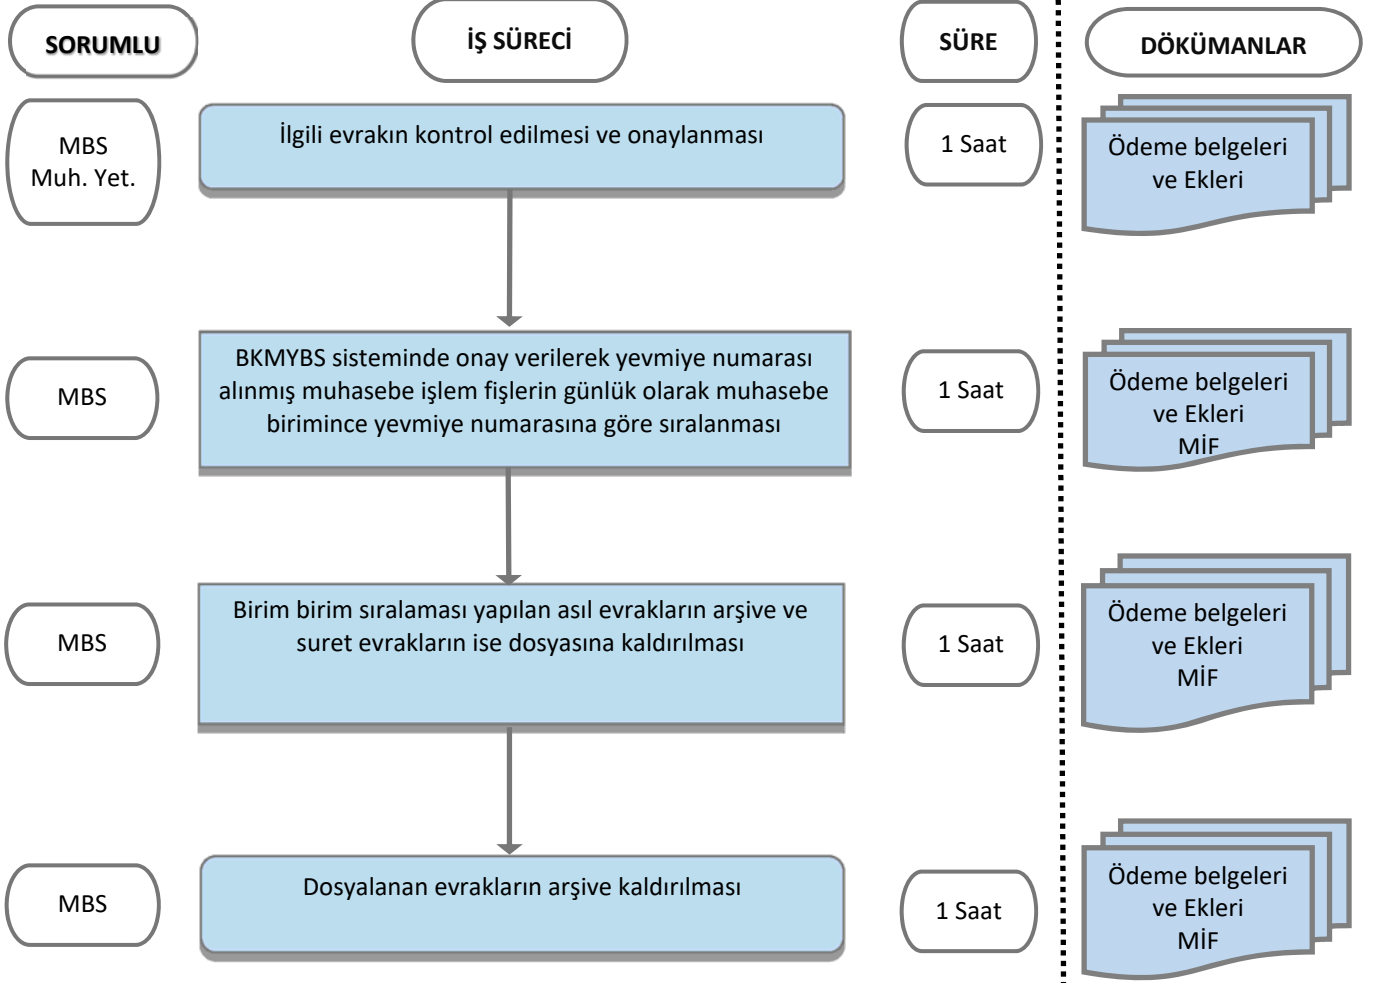 SORUMLU
İŞ SÜRECİ
SÜRE
DÖKÜMANLAR
MBS
Muh. Yet.
İlgili evrakın kontrol edilmesi ve onaylanması
1 Saat
Ödeme belgeleri
ve Ekleri
MBS
BKMYBS sisteminde onay verilerek yevmiye numarası
alınmış muhasebe işlem fişlerin günlük olarak muhasebe
birimince yevmiye numarasına göre sıralanması
1 Saat
Ödeme belgeleri
ve Ekleri
MİF
MBS
Birim birim sıralaması yapılan asıl evrakların arşive ve
suret evrakların ise dosyasına kaldırılması
1 Saat
Ödeme belgeleri
ve Ekleri
MİF
MBS
Dosyalanan evrakların arşive kaldırılması
1 Saat
Ödeme belgeleri
ve Ekleri
MİF